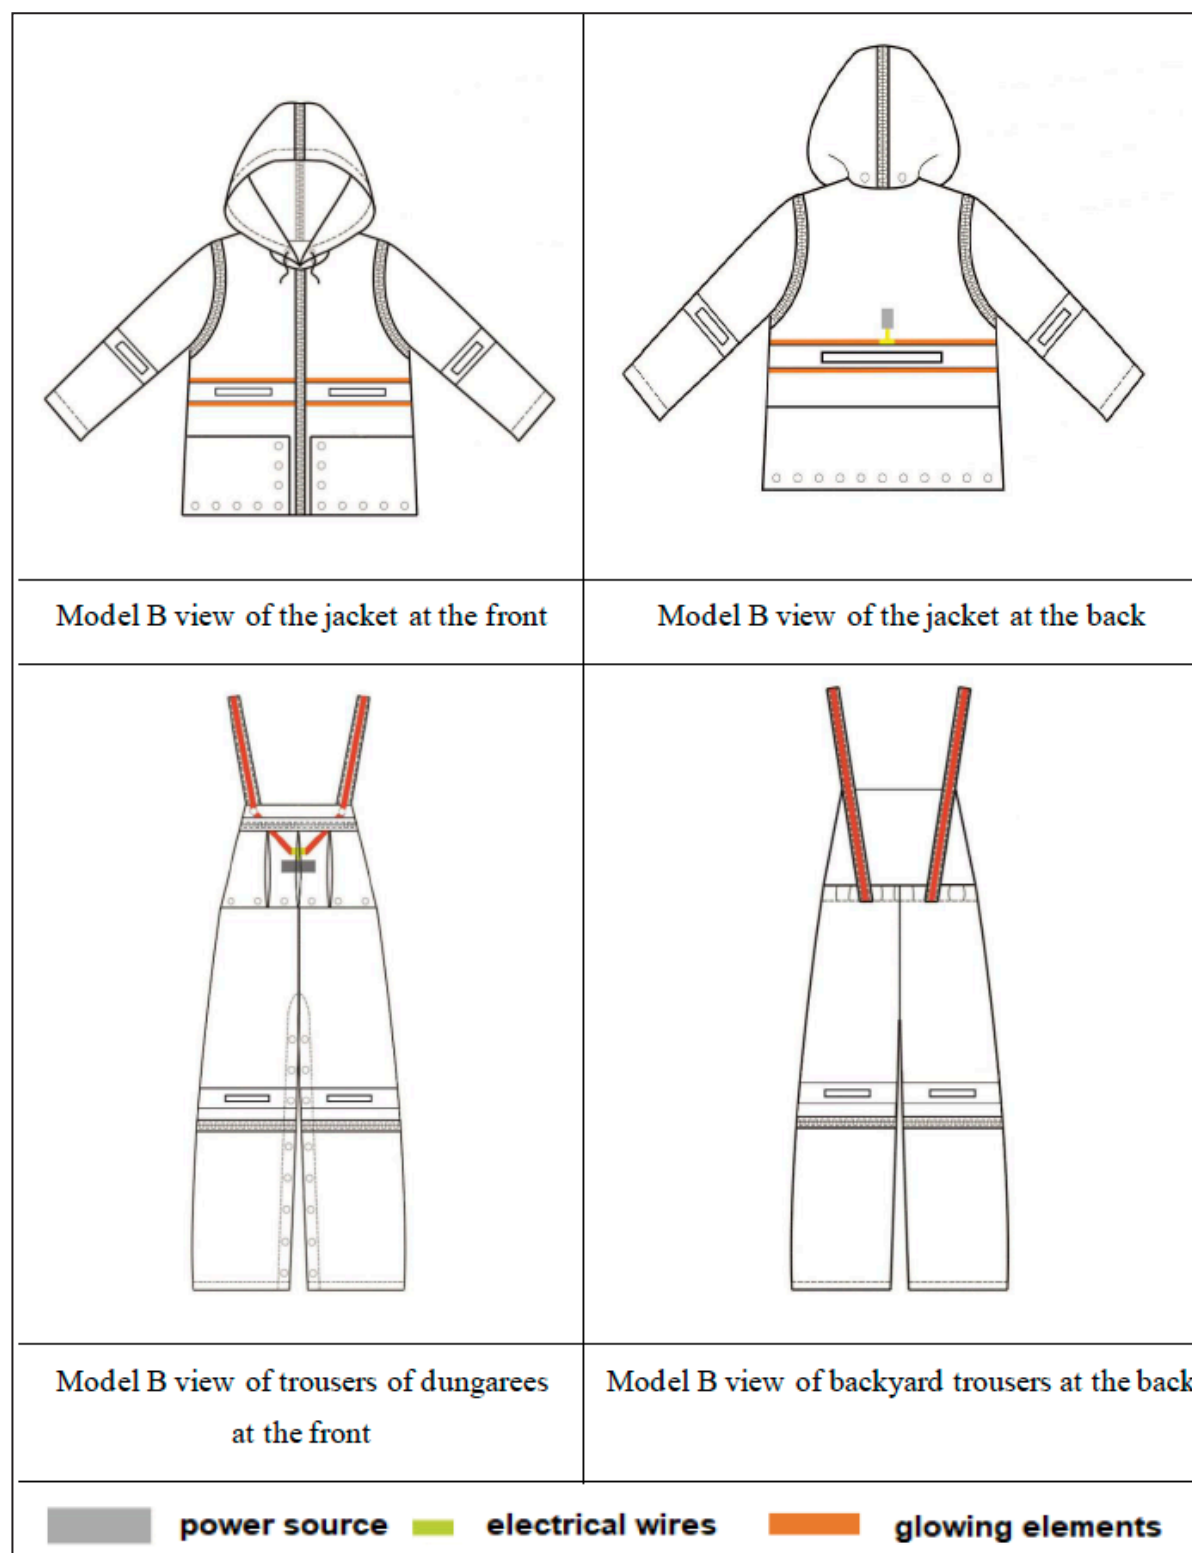 Model B view of the jacket at the front
Model B view of the jacket at the back
Model B view of trousers of dungarees
at the front
Model B view of backyard trousers at the back
power source
electrical wires
glowing elements